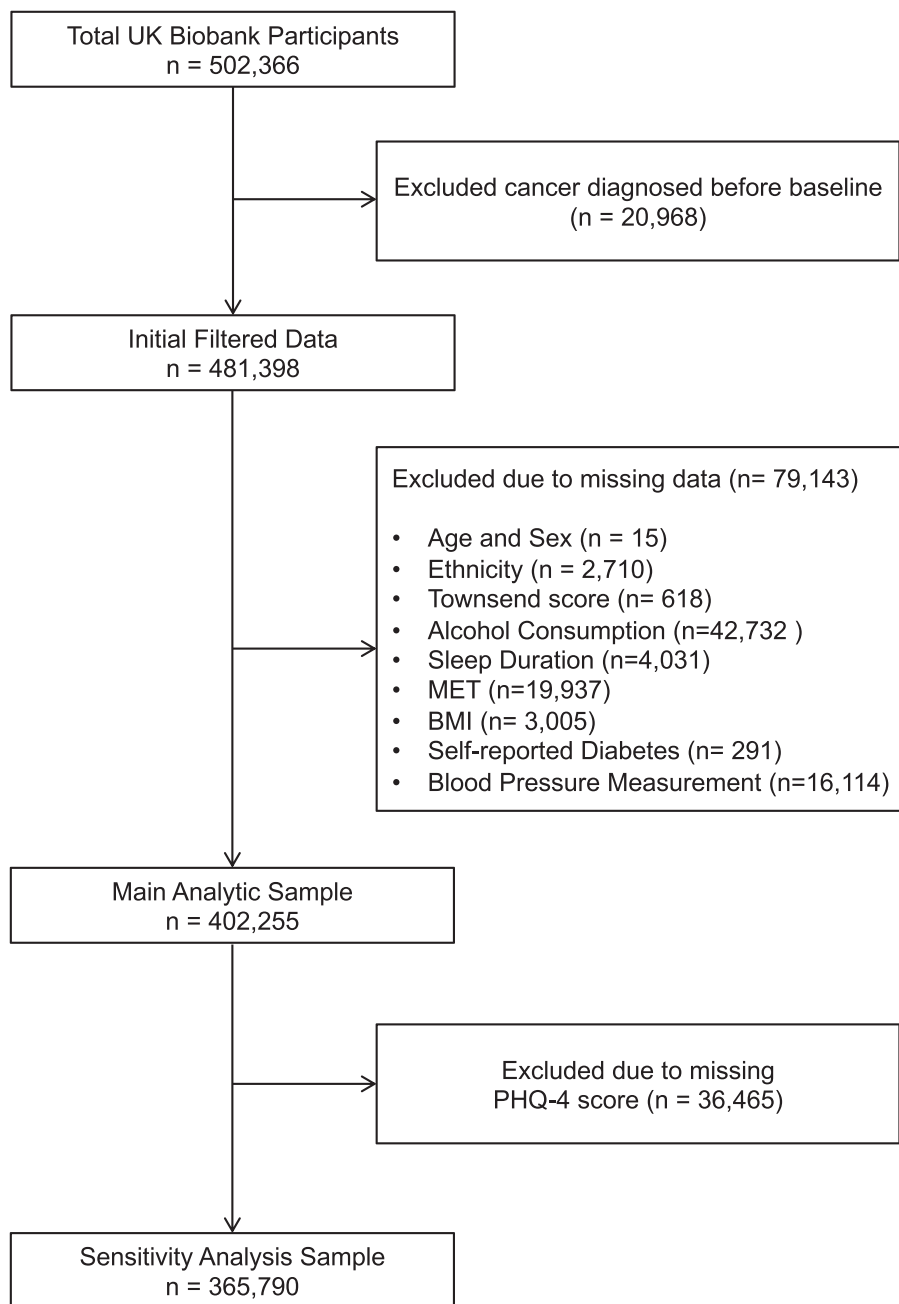 Total UK Biobank Participants
n = 502,366
Excluded cancer diagnosed before baseline
(n = 20,968)
Initial Filtered Data
n = 481,398
Excluded due to missing data (n= 79,143)
• Age and Sex (n = 15)
• Ethnicity (n = 2,710)
• Townsend score (n= 618)
• Alcohol Consumption (n=42,732 )
• Sleep Duration (n=4,031)
• MET (n=19,937)
• BMI (n= 3,005)
• Self-reported Diabetes (n= 291)
• Blood Pressure Measurement (n=16,114)
Main Analytic Sample
n = 402,255
Excluded due to missing
PHQ-4 score (n = 36,465)
Sensitivity Analysis Sample
n = 365,790